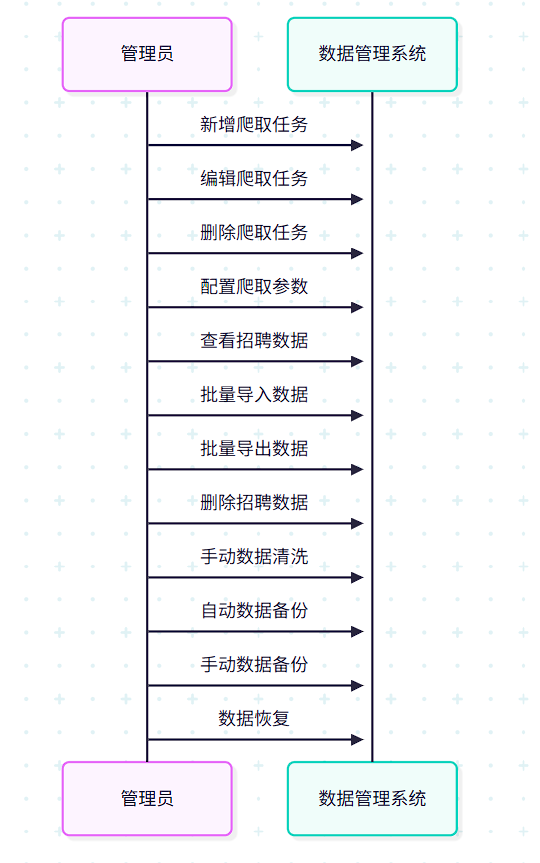 管理员
数据管理系统
新增爬取任务
编辑爬取任务
删除爬取任务
配置爬取参数
查看招聘数据
批量导入数据
批量导出数据
删除招聘数据
手动数据清洗
自动数据备份
手动数据备份
数据恢复
管理员
数据管理系统